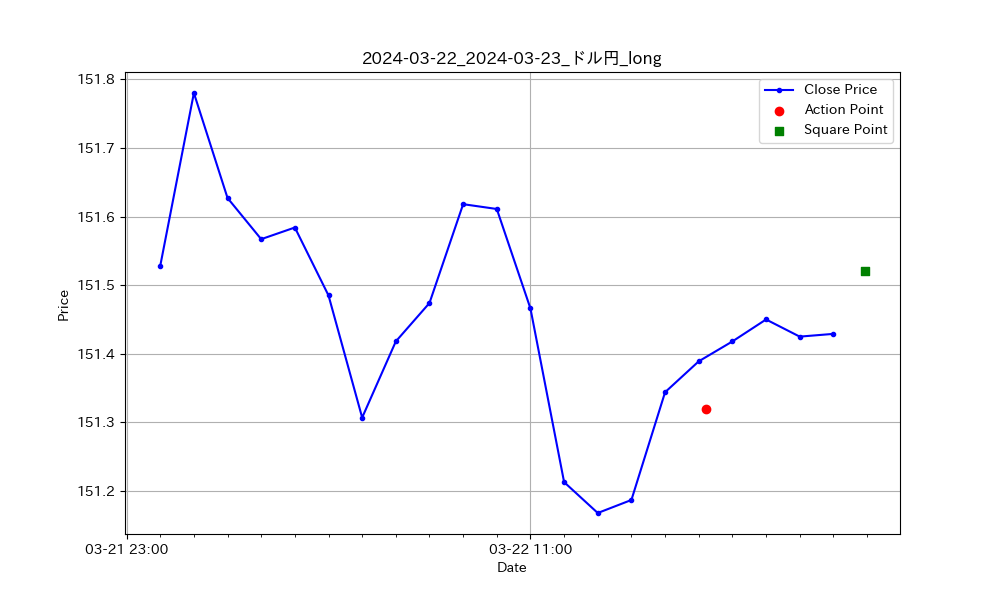 2024-03-22_2024-03-23_ドル円_long
151.8
151.7
151.6
151.5
151.4
151.3
151.2
Price
Close Price
Action Point
Square Point
03-21 23:00
03-22 11:00
Date